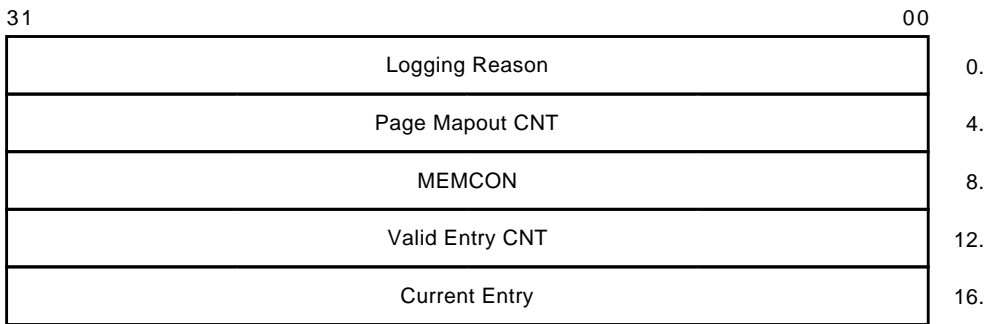 31 00
Logging Reason 0.
Page Mapout CNT 4.
MEMCON 8.
Valid Entry CNT 12.
Current Entry 16.